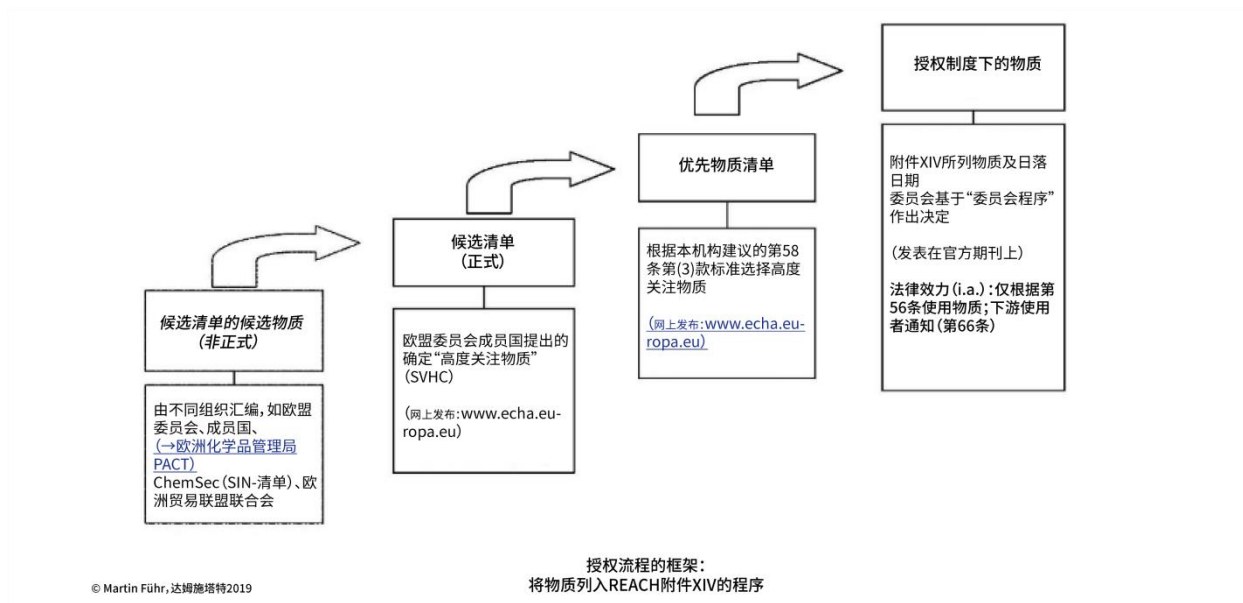 候选清单的候选物质
(非正式)
由不同组织汇编，如欧盟
委员会、成员国、
(→欧洲化学品管理局
PACT)
ChemSec (SIN-清单)、欧
洲贸易联盟联合会
候选清单
(正式)
欧盟委员会成员国提出的
确定“高度关注物质”
(SVHC)
(网上发布:www.echa.eu-
ropa.eu)
优先物质清单
根据本机构建议的第58
条第(3)款标准选择高度
关注物质
(网上发布:www.echa.eu-
ropa.eu)
授权制度下的物质
附件XIV所列物质及日落
日期
委员会基于“委员会程序”
作出决定
(发表在官方期刊上)
法律效力 (i.a.)：仅根据第
56条使用物质；下游使用
者通知 (第66条)
授权流程的框架：
将物质列入REACH附件XIV的程序
© Martin Führ, 达姆施塔特2019